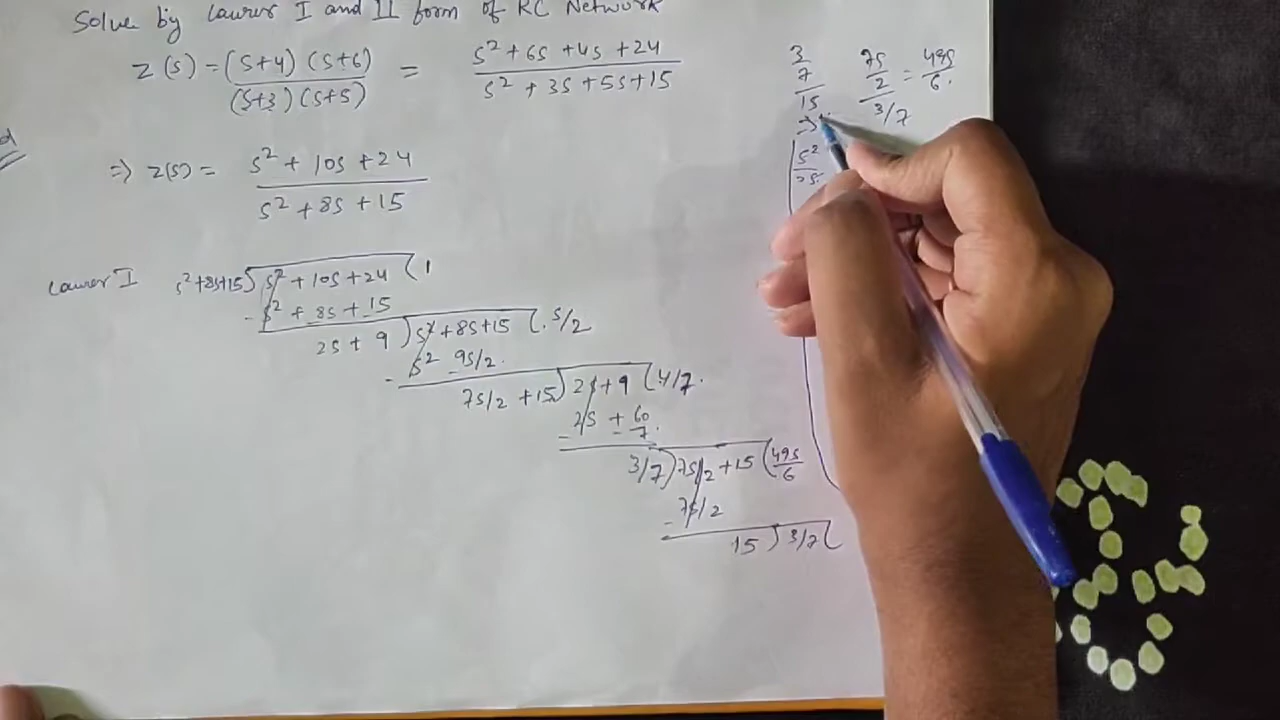 Solve by Caurer I and II form of RC Network
Z(s) = (s+4) (s+6) / (s+3) (s+5) = s² + 6s + 4s + 24 / s² + 3s + 5s + 15
⇒ Z(s) = s² + 10s + 24 / s² + 8s + 15
Caurer I s²+8s+15) s² + 10s + 24 ( 1
- s² + 8s + 15
2s + 9 ) s² + 8s + 15 ( . s/2
- s² 9s/2 .
7s/2 + 15) 2s + 9 ( 4/7 .
- 2s + 60/7 .
3/7 ) 7s/2 + 15 ( 49s/6
- 7s/2
15 ) 3/7 (
3
7
15
⇒
s²
2s
7s/2 / 3/7 = 49s/6 .